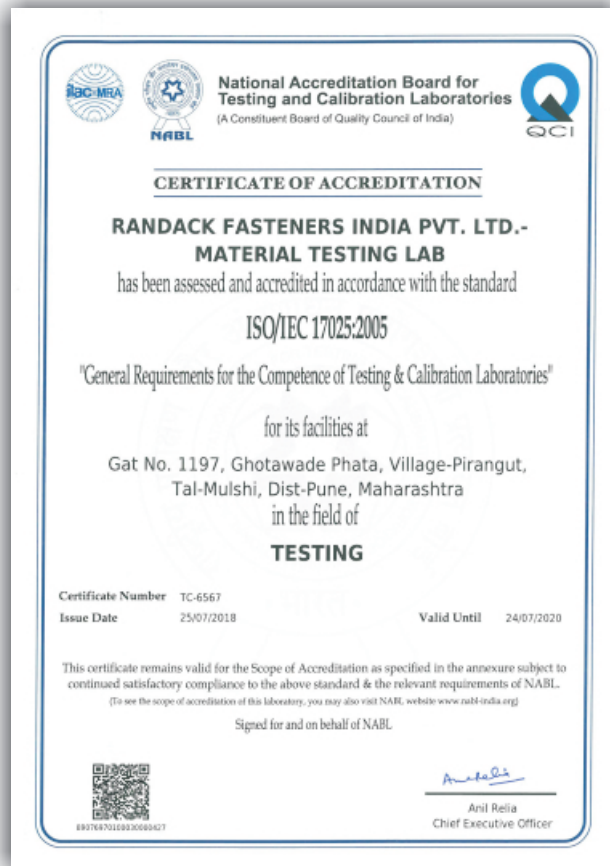 ilac-MRA
NABL
National Accreditation Board for
Testing and Calibration Laboratories
(A Constituent Board of Quality Council of India)
QCI
CERTIFICATE OF ACCREDITATION
RANDACK FASTENERS INDIA PVT. LTD.-
MATERIAL TESTING LAB
has been assessed and accredited in accordance with the standard
ISO/IEC 17025:2005
"General Requirements for the Competence of Testing & Calibration Laboratories"
for its facilities at
Gat No. 1197, Ghotawade Phata, Village-Pirangut,
Tal-Mulshi, Dist-Pune, Maharashtra
in the field of
TESTING
Certificate Number TC-6567
Issue Date 25/07/2018 Valid Until 24/07/2020
This certificate remains valid for the Scope of Accreditation as specified in the annexure subject to
continued satisfactory compliance to the above standard & the relevant requirements of NABL.
(To see the scope of accreditation of this laboratory, you may also visit NABL website www.nabl-india.org)
Signed for and on behalf of NABL
Anil Relia
Chief Executive Officer